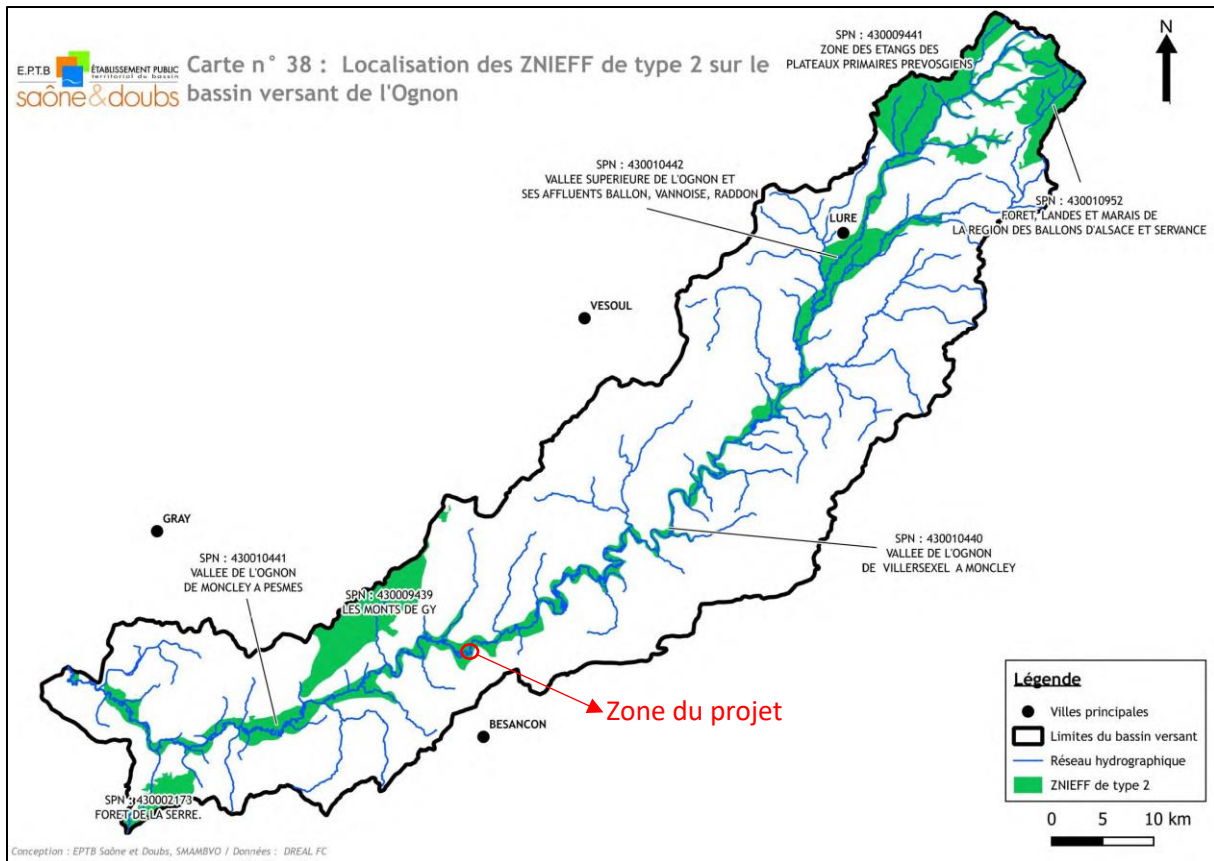 E.P.T.B
ÉTABLISSEMENT PUBLIC
territorial du bassin
saône&doubs
Carte n° 38 : Localisation des ZNIEFF de type 2 sur le
bassin versant de l'Ognon
SPN : 430009441
ZONE DES ETANGS DES
PLATEAUX PRIMAIRES PREVOSGIENS
N
SPN : 430010442
VALLEE SUPERIEURE DE L'OGNON ET
SES AFFLUENTS BALLON, VANNOISE, RADDON
SPN : 430010952
FORET, LANDES ET MARAIS DE
LA REGION DES BALLONS D'ALSACE ET SERVANCE
LURE
VESOUL
GRAY
SPN : 430010441
VALLEE DE L'OGNON
DE MONCLEY A PESMES
SPN : 430009439
LES MONTS DE GY
SPN : 430010440
VALLEE DE L'OGNON
DE VILLERSEXEL A MONCLEY
Zone du projet
BESANCON
SPN : 430002173
FORET DE LA SERRE.
Légende
Villes principales
Limites du bassin versant
Réseau hydrographique
ZNIEFF de type 2
0 5 10 km
Conception : EPTB Saône et Doubs, SMAMBVO / Données : DREAL FC